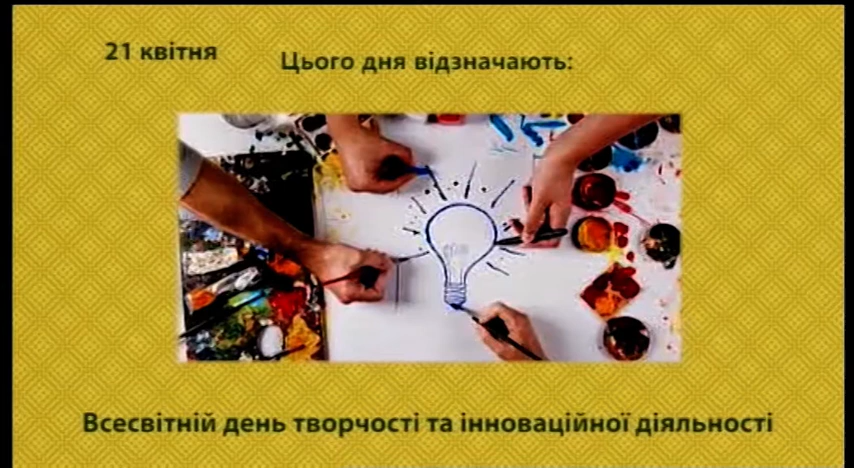 21 квітня
Цього дня відзначають:
Всесвітній день творчості та інноваційної діяльності